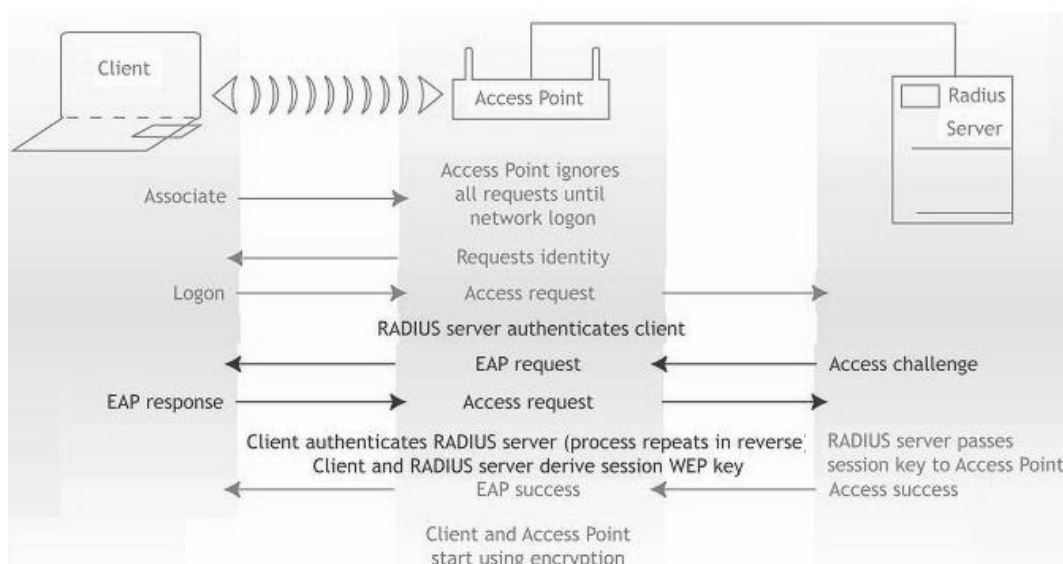 Client
Access Point
Radius
Server
Associate
Access Point ignores
all requests until
network logon
Requests identity
Logon
Access request
RADIUS server authenticates client
EAP request
Access challenge
EAP response
Access request
Client authenticates RADIUS server (process repeats in reverse)
Client and RADIUS server derive session WEP key
RADIUS server passes
session key to Access Point
EAP success
Access success
Client and Access Point
start using encryption